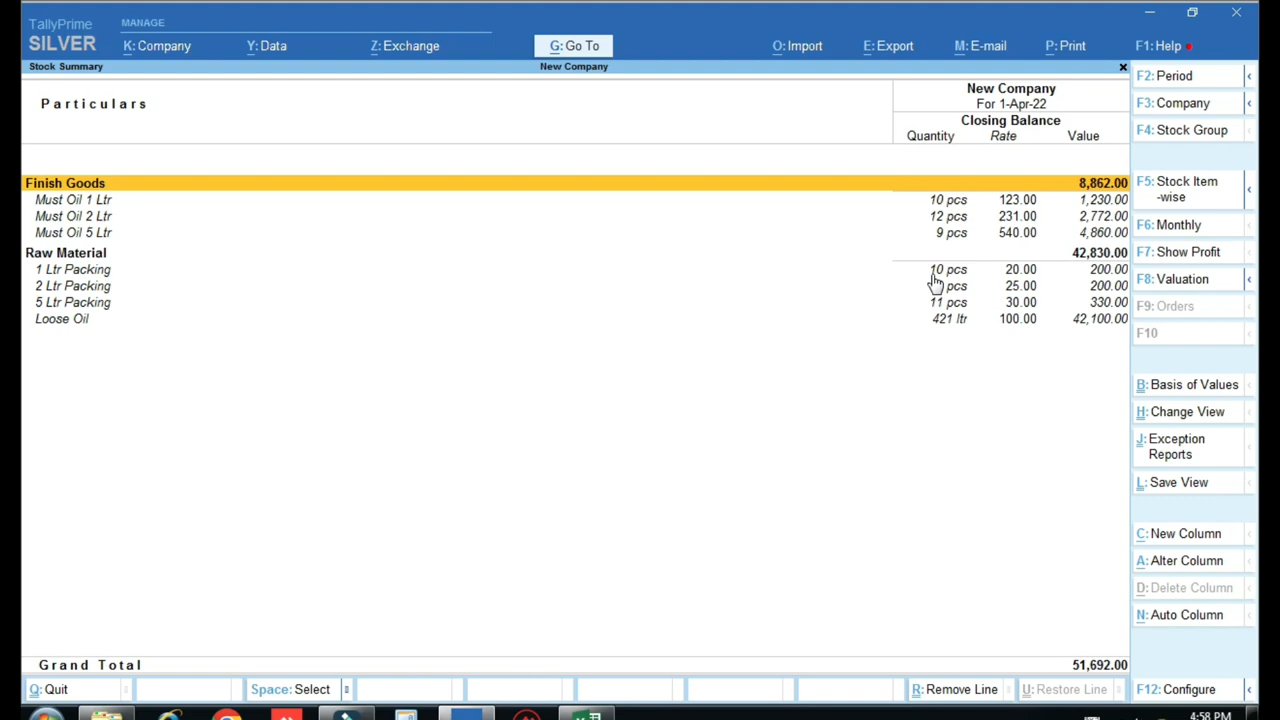 TallyPrime
SILVER
MANAGE
K: Company
Y: Data
Z: Exchange
G: Go To
O: Import
E: Export
M: E-mail
P: Print
F1: Help
Stock Summary
New Company
Particulars
New Company
For 1-Apr-22
Closing Balance
Quantity Rate Value
Finish Goods 8,862.00
Must Oil 1 Ltr 10 pcs 123.00 1,230.00
Must Oil 2 Ltr 12 pcs 231.00 2,772.00
Must Oil 5 Ltr 9 pcs 540.00 4,860.00
Raw Material 42,830.00
1 Ltr Packing 10 pcs 20.00 200.00
2 Ltr Packing pcs 25.00 200.00
5 Ltr Packing 11 pcs 30.00 330.00
Loose Oil 421 ltr 100.00 42,100.00
Grand Total 51,692.00
F2: Period
F3: Company
F4: Stock Group
F5: Stock Item
-wise
F6: Monthly
F7: Show Profit
F8: Valuation
F9: Orders
F10
B: Basis of Values
H: Change View
J: Exception
Reports
L: Save View
C: New Column
A: Alter Column
D: Delete Column
N: Auto Column
Q: Quit
Space: Select
R: Remove Line
U: Restore Line
F12: Configure
4:58 PM